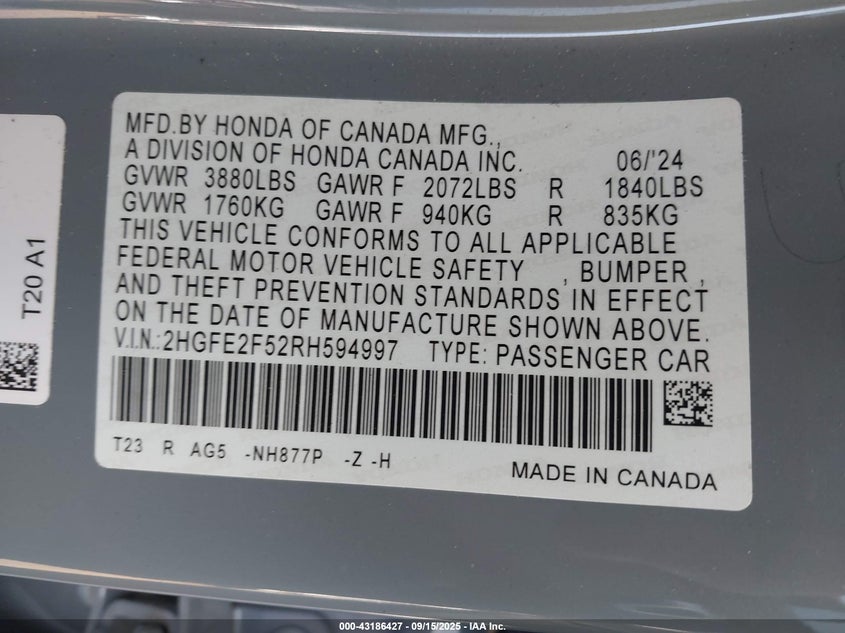 MFD.BY HONDA OF CANADA MFG.,
A DIVISION OF HONDA CANADA INC. 06/'24
GVWR 3880LBS GAWR F 2072LBS R 1840LBS
GVWR 1760KG GAWR F 940KG R 835KG
THIS VEHICLE CONFORMS TO ALL APPLICABLE
FEDERAL MOTOR VEHICLE SAFETY , BUMPER ,
AND THEFT PREVENTION STANDARDS IN EFFECT
ON THE DATE OF MANUFACTURE SHOWN ABOVE.
V.I.N.:2HGFE2F52RH594997 TYPE: PASSENGER CAR
T23 R AG5 -NH877P -Z -H
MADE IN CANADA
T20 A1
000-43186427 - 09/15/2025 - IAA Inc.